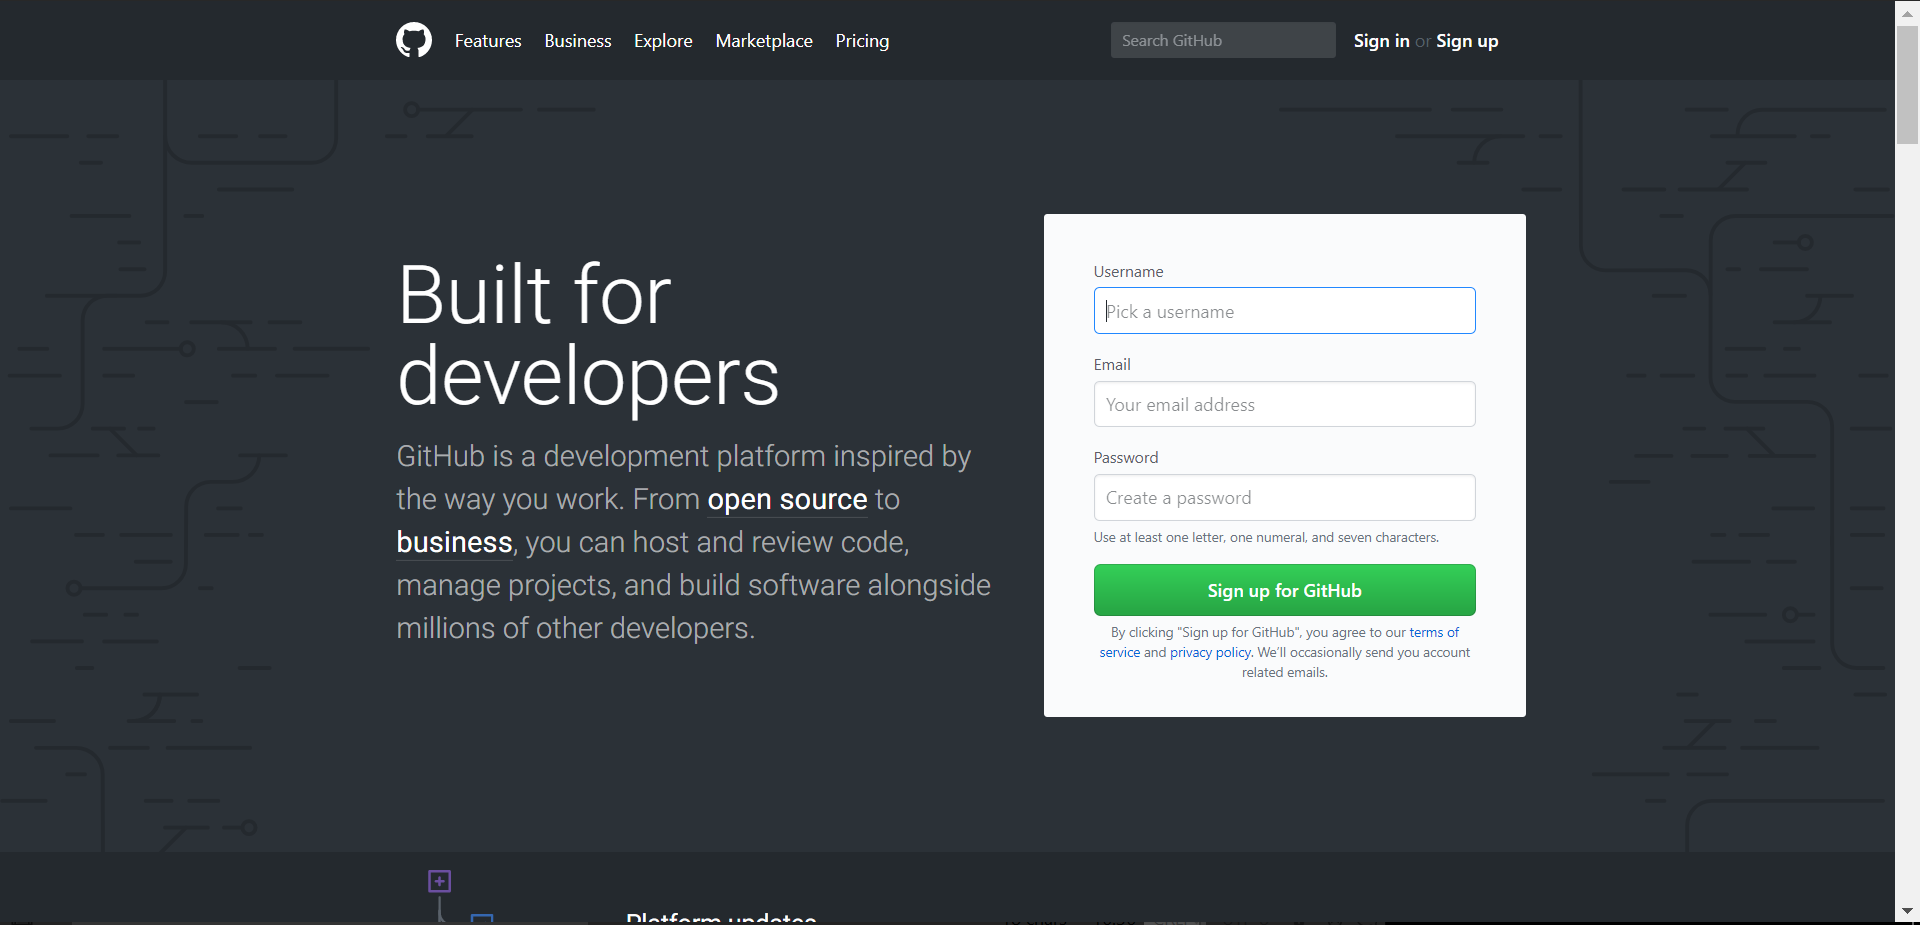 Features Business Explore Marketplace Pricing
Search GitHub
Sign in or Sign up
Built for
developers
GitHub is a development platform inspired by
the way you work. From open source to
business, you can host and review code,
manage projects, and build software alongside
millions of other developers.
Username
Pick a username
Email
Your email address
Password
Create a password
Use at least one letter, one numeral, and seven characters.
Sign up for GitHub
By clicking "Sign up for GitHub", you agree to our terms of
service and privacy policy. We’ll occasionally send you account
related emails.
Platform updates